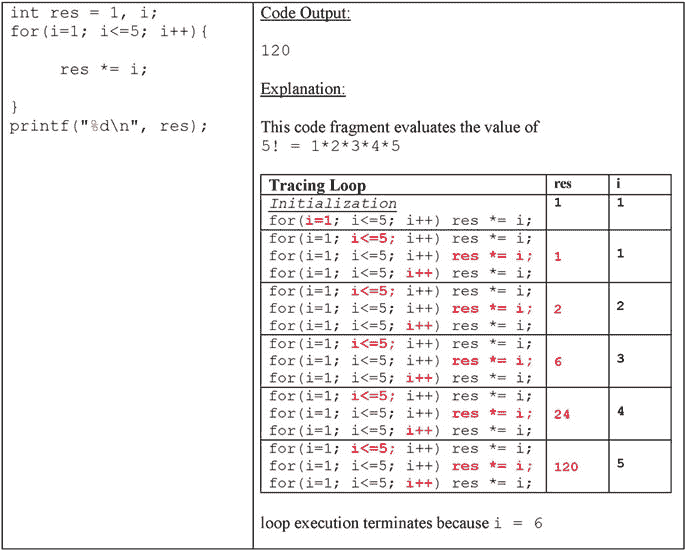 int res = 1, i;
for(i=1; i<=5; i++){
res *= i;
}
printf("%d\n", res);
Code Output:
120
Explanation:
This code fragment evaluates the value of
5! = 1*2*3*4*5
Tracing Loop res i
Initialization 1 1
for(i=1; i<=5; i++) res *= i;
for(i=1; i<=5; i++) res *= i;
for(i=1; i<=5; i++) res *= i; 1 1
for(i=1; i<=5; i++) res *= i;
for(i=1; i<=5; i++) res *= i;
for(i=1; i<=5; i++) res *= i; 2 2
for(i=1; i<=5; i++) res *= i;
for(i=1; i<=5; i++) res *= i;
for(i=1; i<=5; i++) res *= i; 6 3
for(i=1; i<=5; i++) res *= i;
for(i=1; i<=5; i++) res *= i;
for(i=1; i<=5; i++) res *= i; 24 4
for(i=1; i<=5; i++) res *= i;
for(i=1; i<=5; i++) res *= i;
for(i=1; i<=5; i++) res *= i; 120 5
for(i=1; i<=5; i++) res *= i;
loop execution terminates because i = 6